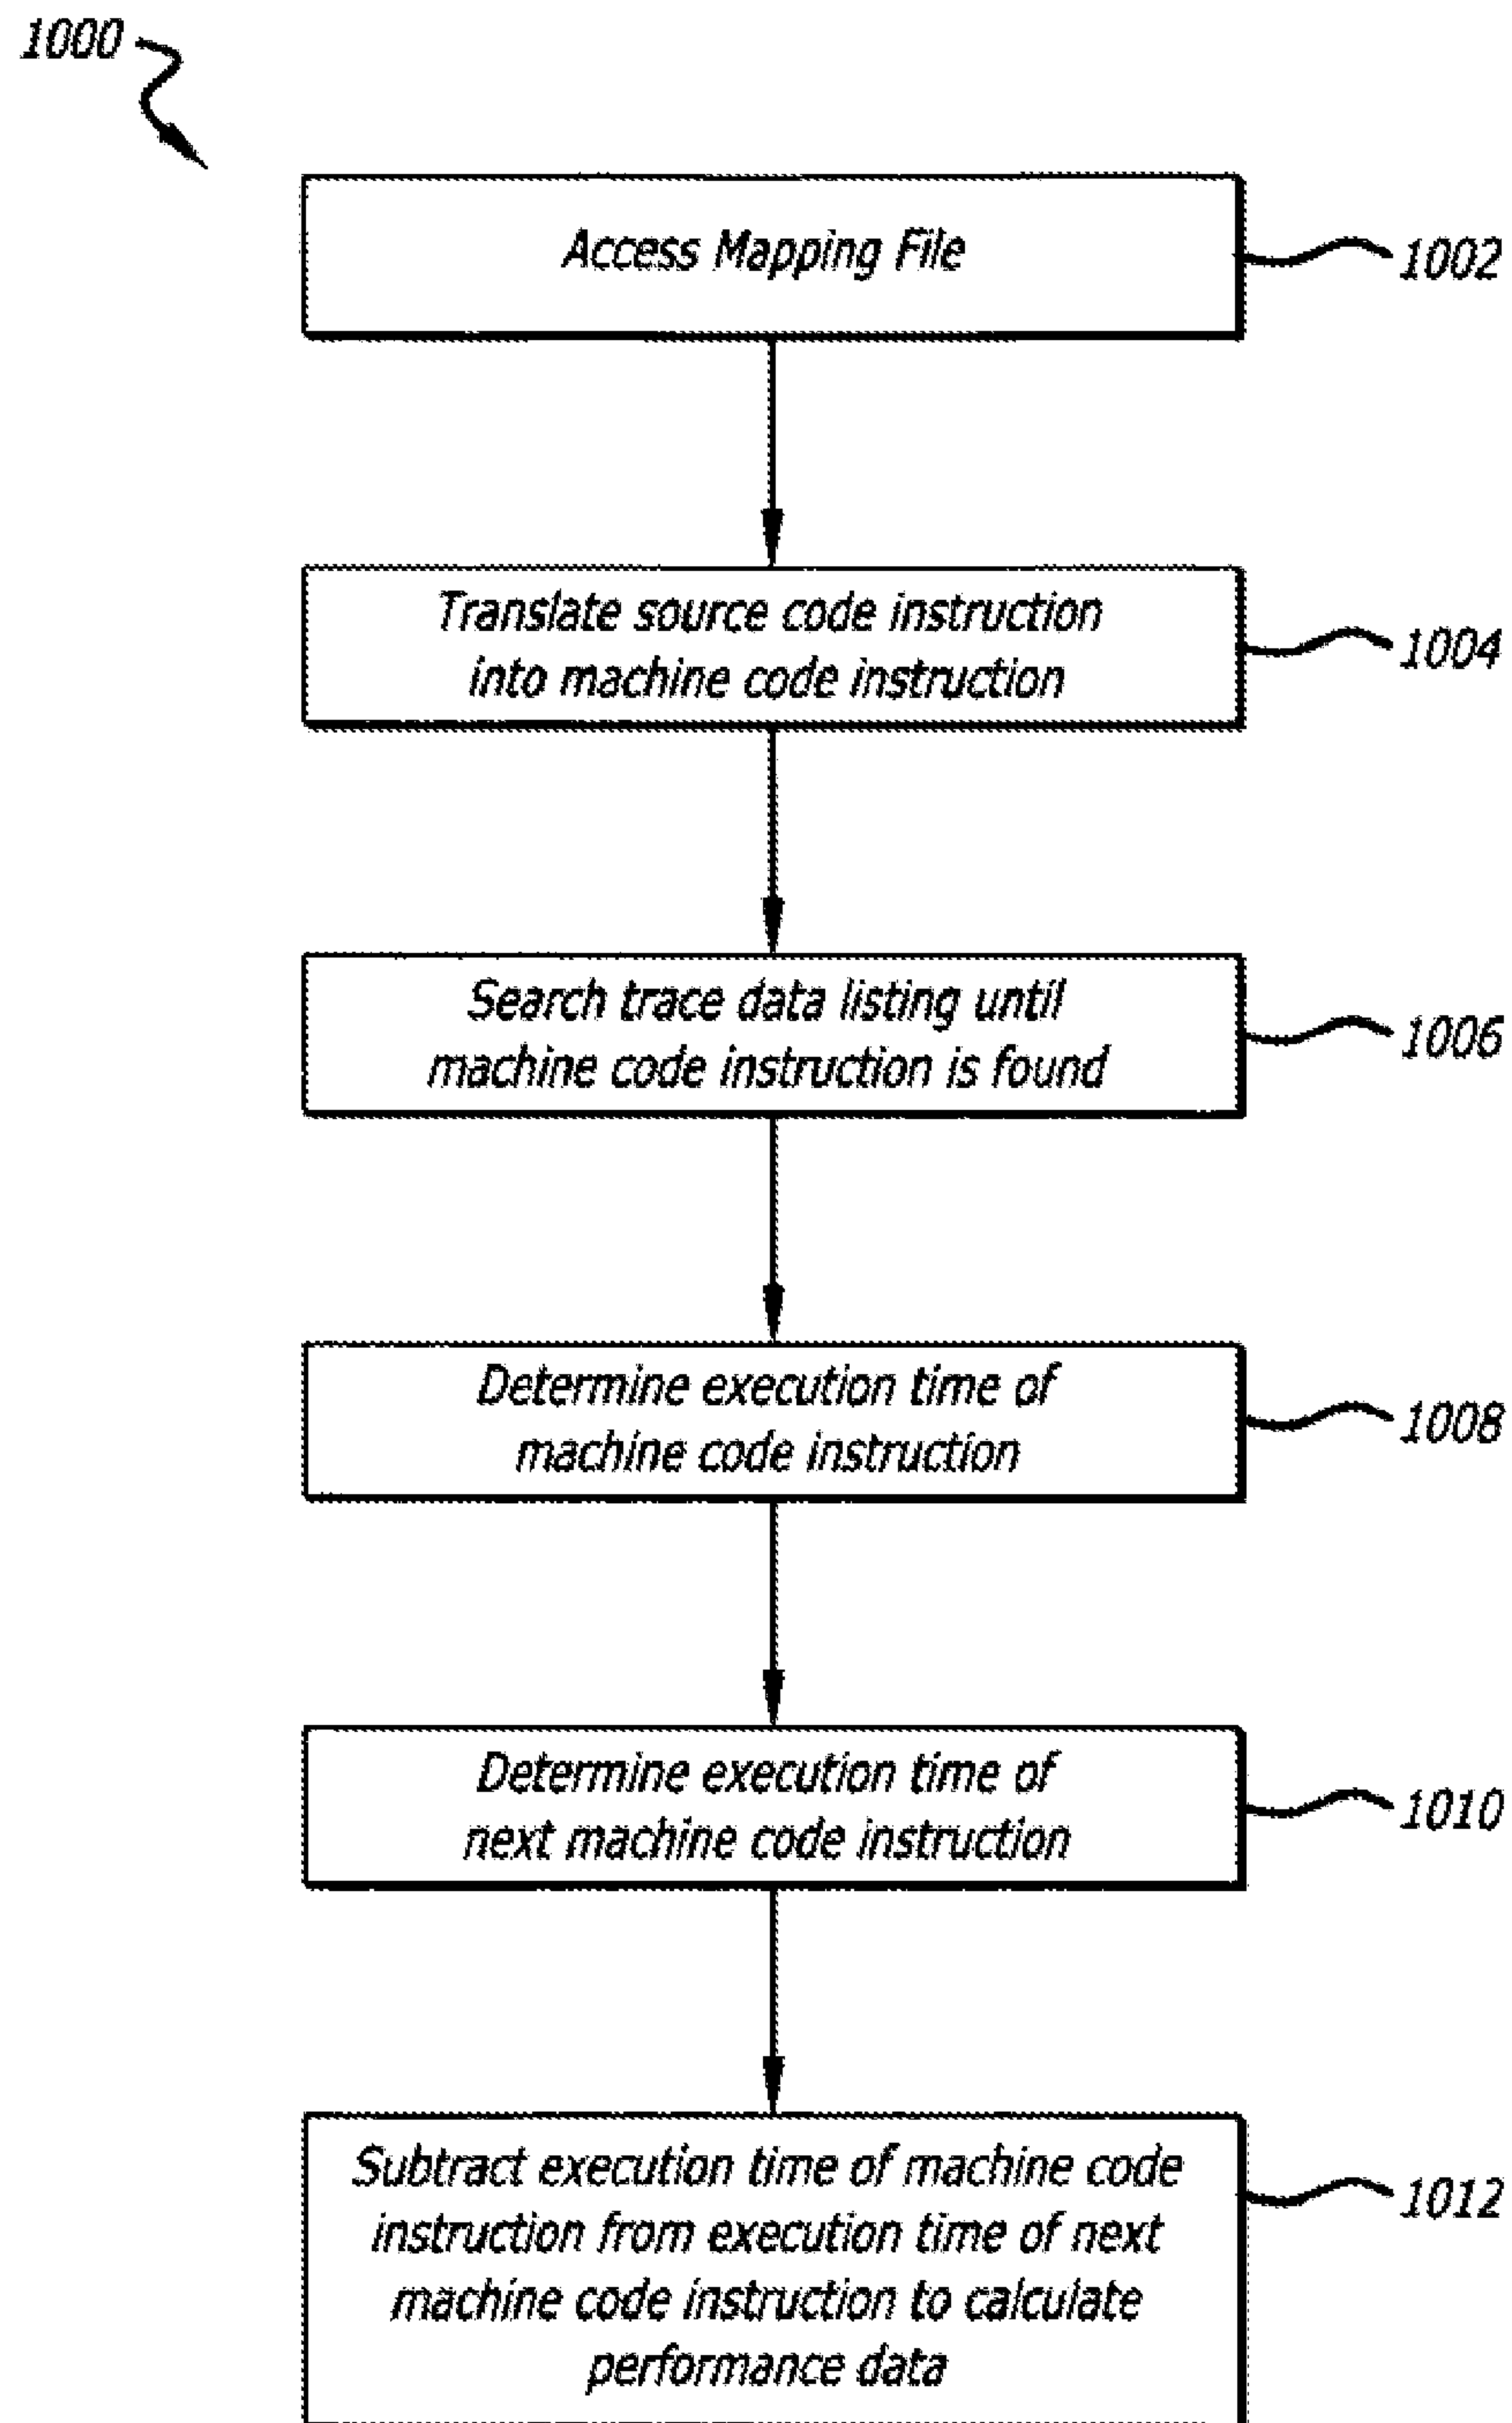 1000
Access Mapping File
1002
Translate source code instruction
into machine code instruction
1004
Search trace data listing until
machine code instruction is found
1006
Determine execution time of
machine code instruction
1008
Determine execution time of
next machine code instruction
1010
Subtract execution time of machine code
instruction from execution time of next
machine code instruction to calculate
performance data
1012